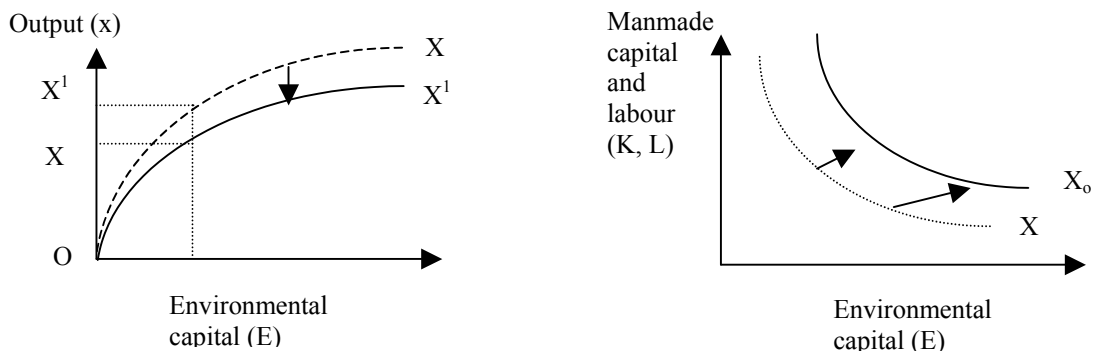 Output (x)
X
X¹
X¹
X
O
Environmental
capital (E)
Manmade
capital
and
labour
(K, L)
Xₒ
X
Environmental
capital (E)